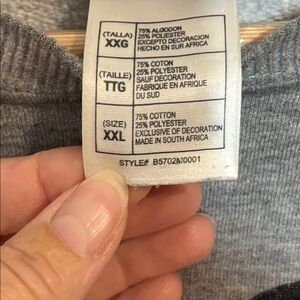 (TALLA)
XXG
75% ALGODON
25% POLYESTER
EXCEPTO DECORACION
HECHO EN SUR AFRICA
(TAILLE)
TTG
75% COTON
25% POLYESTER
SAUF DECORATION
FABRIQUE EN AFRIQUE
DU SUD
(SIZE)
XXL
75% COTTON
25% POLYESTER
EXCLUSIVE OF DECORATION
MADE IN SOUTH AFRICA
STYLE# B5702M0001